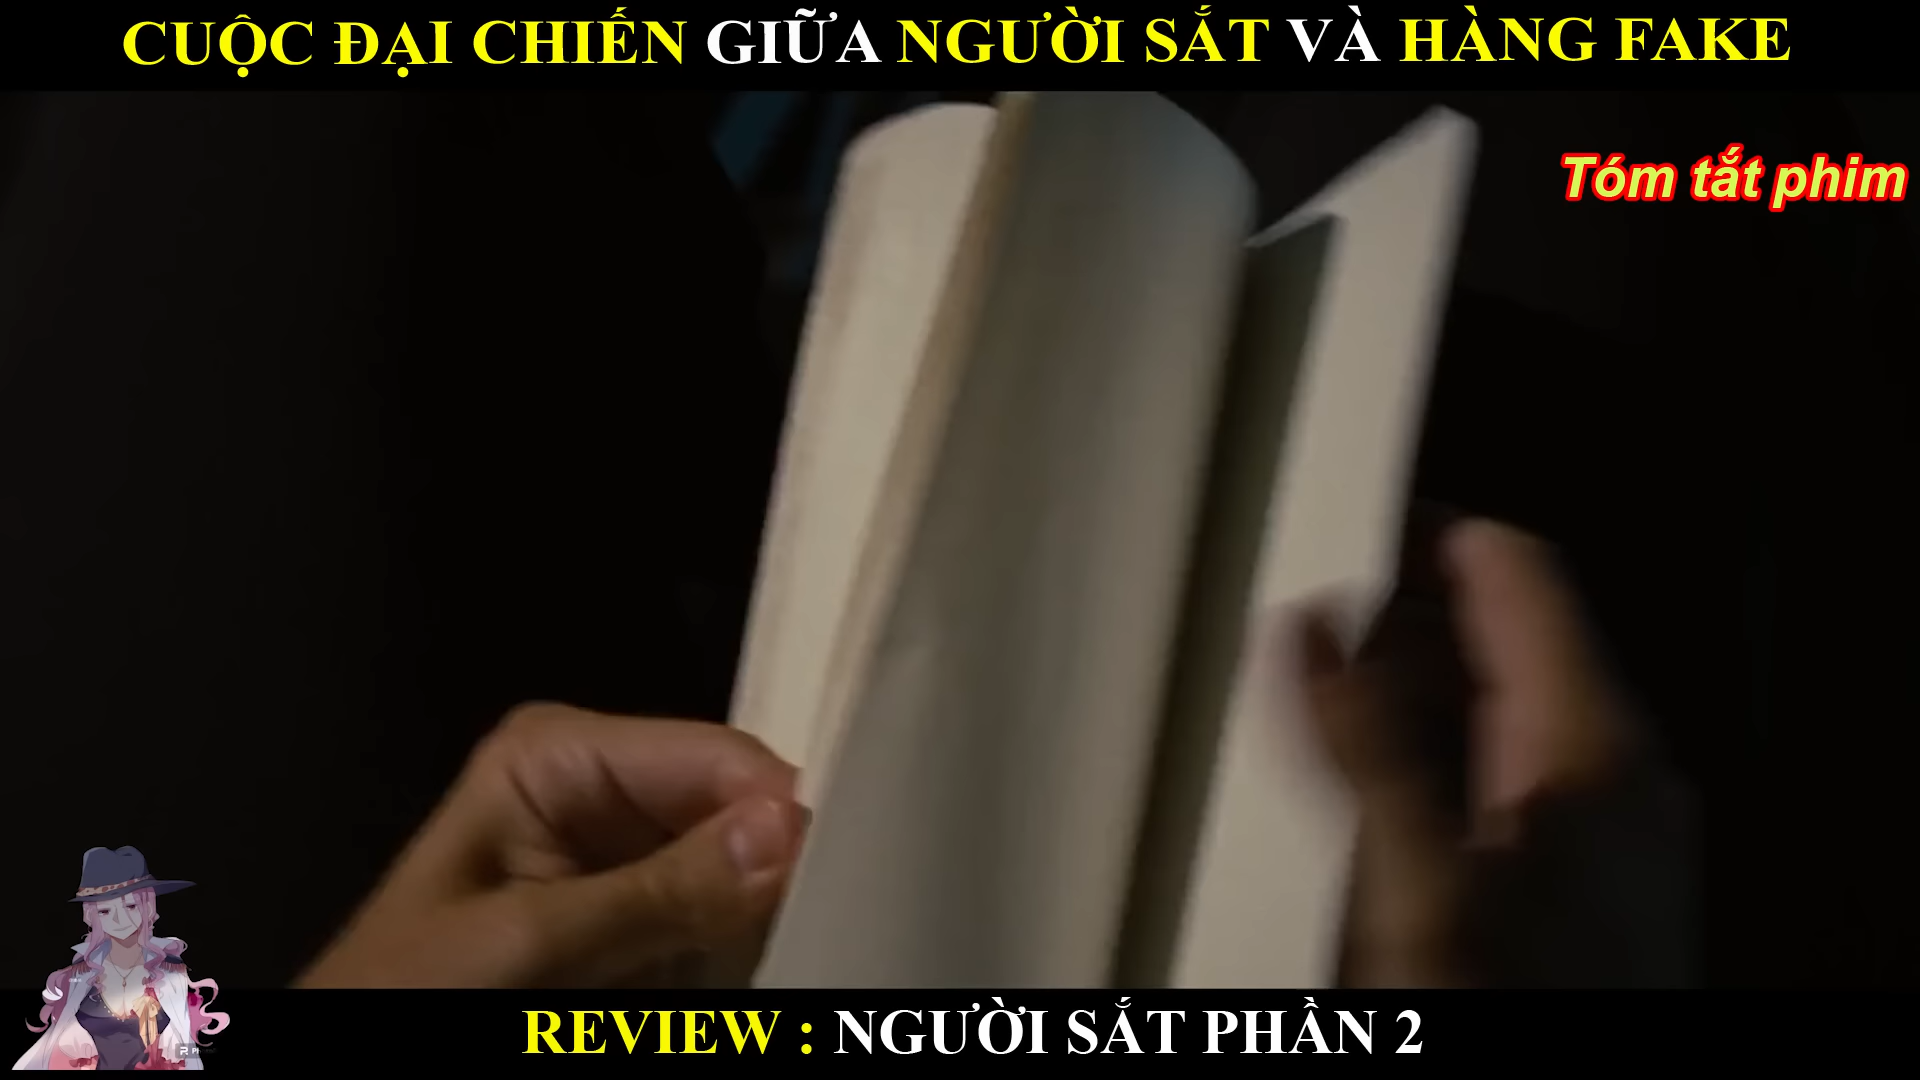 CUỘC ĐẠI CHIẾN GIỮA NGƯỜI SẮT VÀ HÀNG FAKE
Tóm tắt phim
REVIEW : NGƯỜI SẮT PHẦN 2